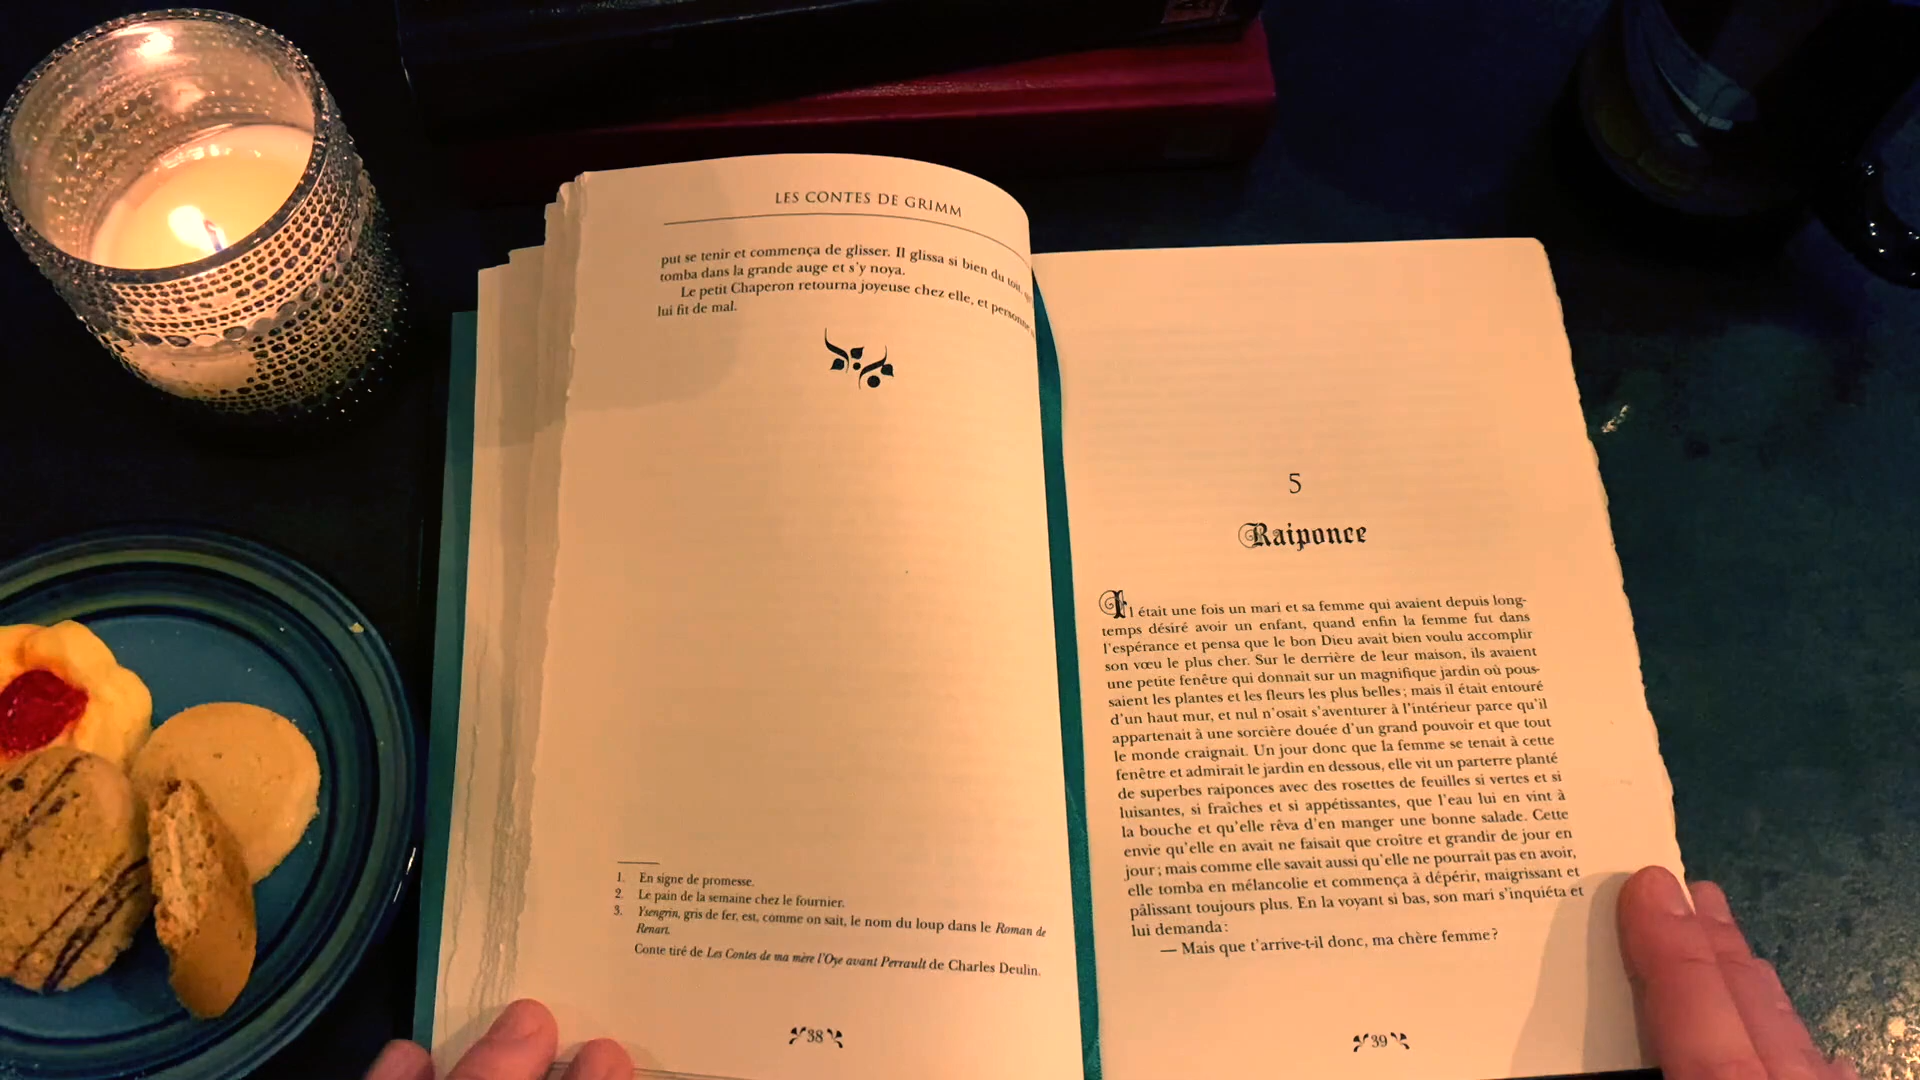 LES CONTES DE GRIMM
put se tenir et commença de glisser. Il glissa si bien du toit,
tomba dans la grande auge et s'y noya.
Le petit Chaperon retourna joyeuse chez elle, et personne
lui fit de mal.
1. En signe de promesse.
2. Le pain de la semaine chez le fournier.
3. Ysengrin, gris de fer, est, comme on sait, le nom du loup dans le Roman de
Renart.
Conte tiré de Les Contes de ma mère l'Oye avant Perrault de Charles Deulin.
38
5
Raiponce
Il était une fois un mari et sa femme qui avaient depuis long-
temps désiré avoir un enfant, quand enfin la femme fut dans
l'espérance et pensa que le bon Dieu avait bien voulu accomplir
son vœu le plus cher. Sur le derrière de leur maison, ils avaient
une petite fenêtre qui donnait sur un magnifique jardin où pous-
saient les plantes et les fleurs les plus belles ; mais il était entouré
d'un haut mur, et nul n'osait s'aventurer à l'intérieur parce qu'il
appartenait à une sorcière douée d'un grand pouvoir et que tout
le monde craignait. Un jour donc que la femme se tenait à cette
fenêtre et admirait le jardin en dessous, elle vit un parterre planté
de superbes raiponces avec des rosettes de feuilles si vertes et si
luisantes, si fraîches et si appétissantes, que l'eau lui en vint à
la bouche et qu'elle rêva d'en manger une bonne salade. Cette
envie qu'elle en avait ne faisait que croître et grandir de jour en
jour ; mais comme elle savait aussi qu'elle ne pourrait pas en avoir,
elle tomba en mélancolie et commença à dépérir, maigrissant et
pâlissant toujours plus. En la voyant si bas, son mari s'inquiéta et
lui demanda :
— Mais que t'arrive-t-il donc, ma chère femme ?
39